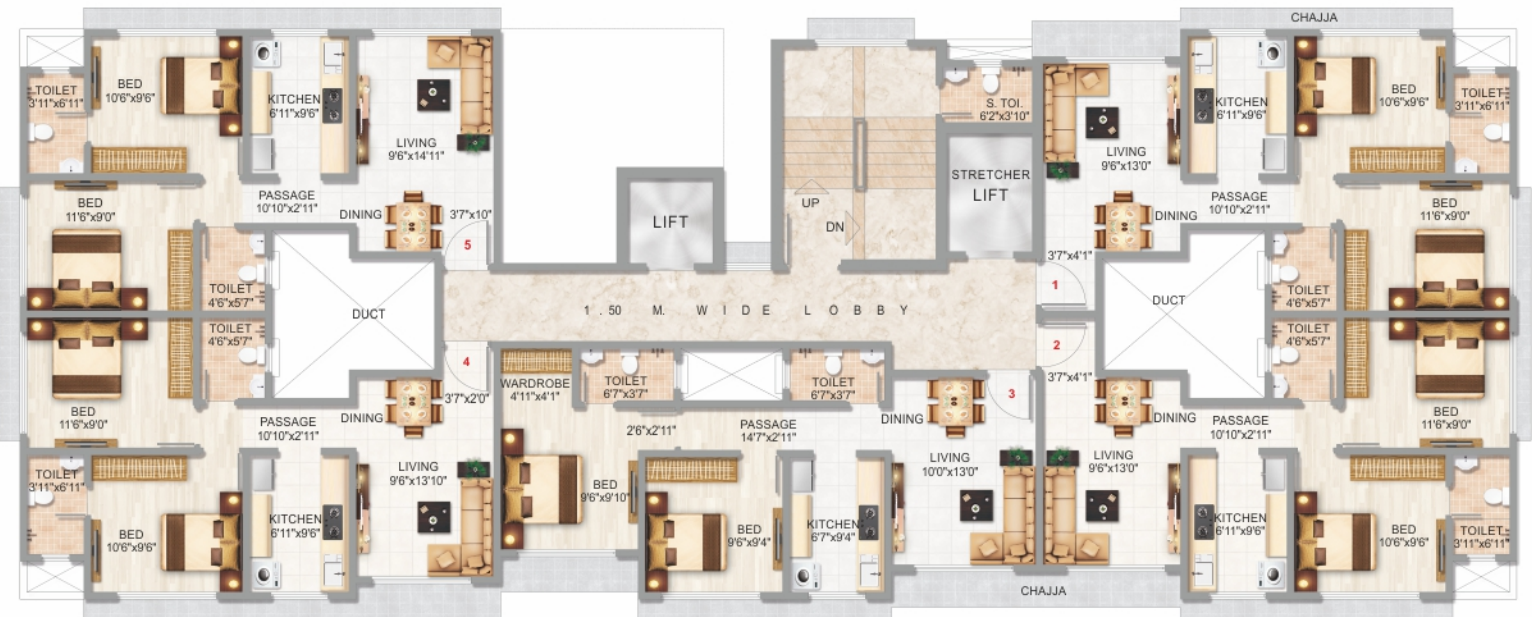 CHAJJA
TOILET
3'11"x6'11"
BED
10'6"x9'6"
KITCHEN
6'11"x9'6"
LIVING
9'6"x14'11"
PASSAGE
10'10"x2'11"
DINING
3'7"x10"
5
BED
11'6"x9'0"
TOILET
4'6"x5'7"
DUCT
LIFT
UP
DN
S. TOI.
6'2"x3'10"
STRETCHER
LIFT
LIVING
9'6"x13'0"
KITCHEN
6'11"x9'6"
BED
10'6"x9'6"
TOILET
3'11"x6'11"
PASSAGE
10'10"x2'11"
DINING
3'7"x4'1"
1
BED
11'6"x9'0"
TOILET
4'6"x5'7"
DUCT
1.50 M. WIDE LOBBY
TOILET
4'6"x5'7"
BED
11'6"x9'0"
4
3'7"x2'0"
DINING
PASSAGE
10'10"x2'11"
TOILET
3'11"x6'11"
BED
10'6"x9'6"
KITCHEN
6'11"x9'6"
LIVING
9'6"x13'10"
WARDROBE
4'11"x4'1"
TOILET
6'7"x3'7"
TOILET
6'7"x3'7"
2'6"x2'11"
PASSAGE
14'7"x2'11"
DINING
3
BED
9'6"x9'10"
BED
9'6"x9'4"
KITCHEN
6'7"x9'4"
LIVING
10'0"x13'0"
2
3'7"x4'1"
TOILET
4'6"x5'7"
DINING
PASSAGE
10'10"x2'11"
BED
11'6"x9'0"
LIVING
9'6"x13'0"
KITCHEN
6'11"x9'6"
BED
10'6"x9'6"
TOILET
3'11"x6'11"
CHAJJA